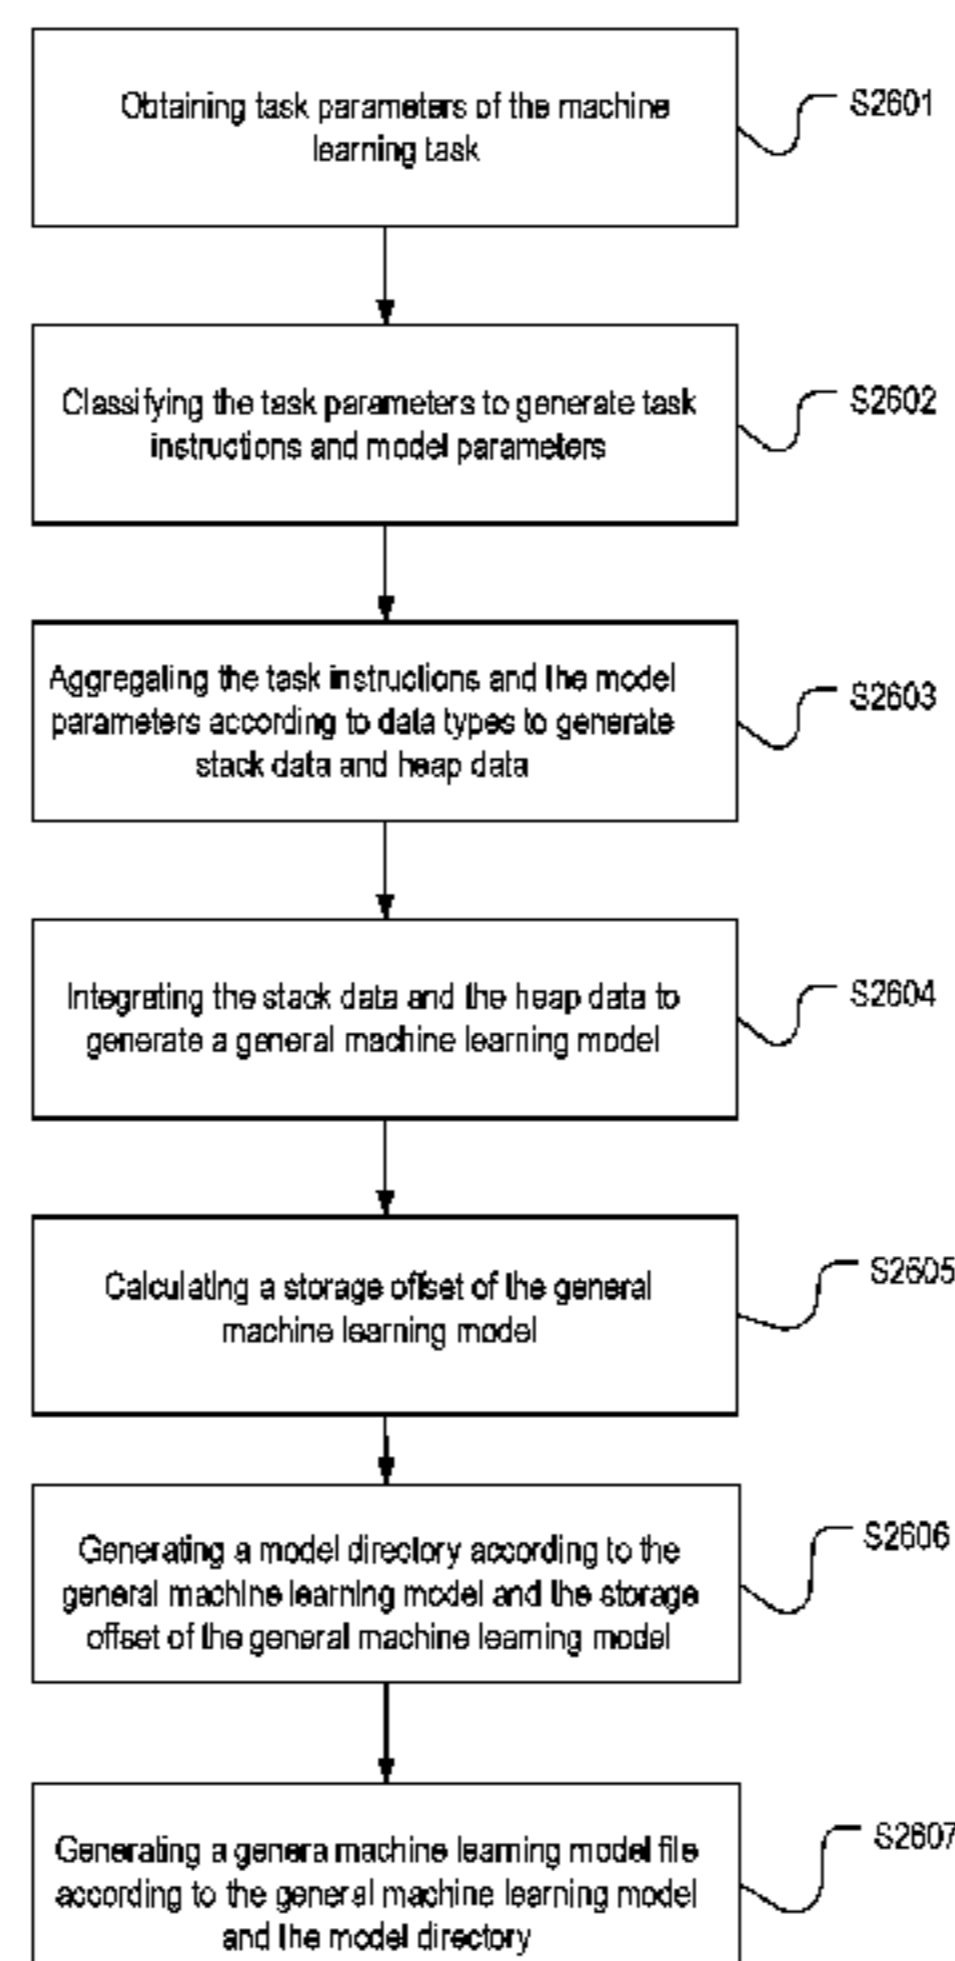 Obtaining task parameters of the machine
learning task
S2601
Classifying the task parameters to generate task
instructions and model parameters
S2602
Aggregating the task instructions and the model
parameters according to data types to generate
stack data and heap data
S2603
Integrating the stack data and the heap data to
generate a general machine learning model
S2604
Calculating a storage offset of the general
machine learning model
S2605
Generating a model directory according to the
general machine learning model and the storage
offset of the general machine learning model
S2606
Generating a genera machine learning model file
according to the general machine learning model
and the model directory
S2607